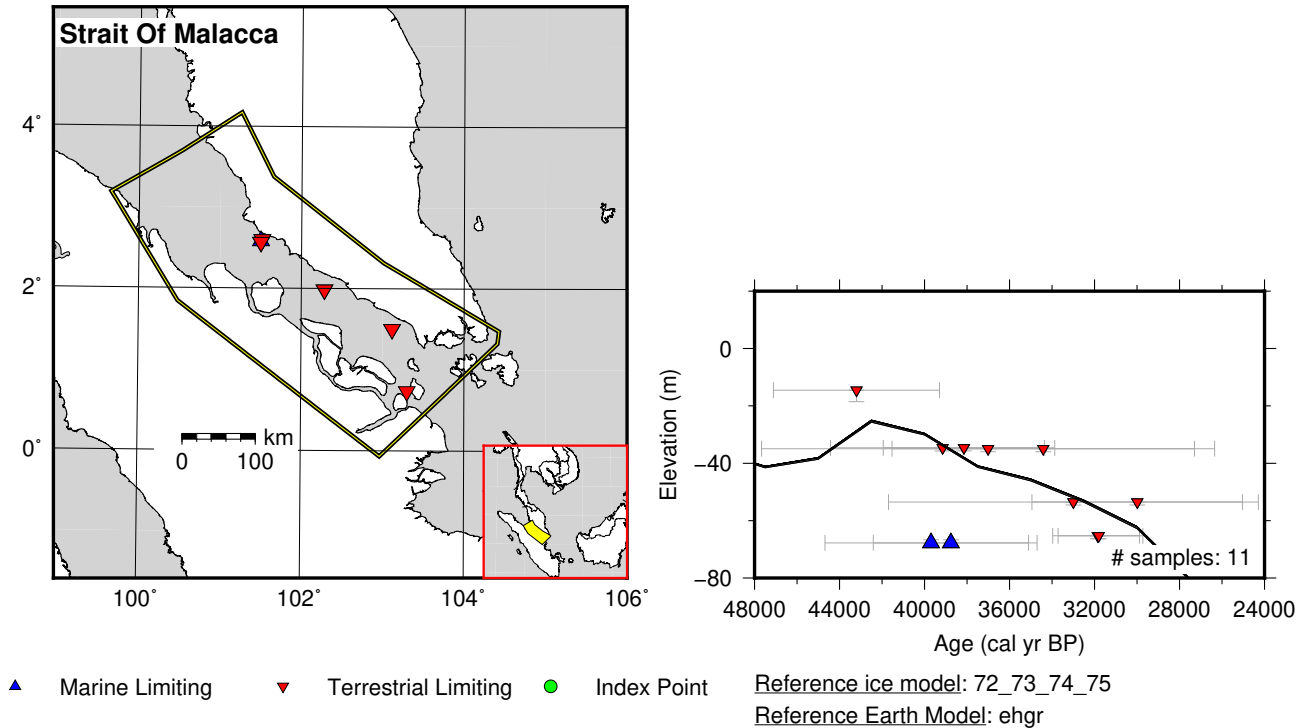 Strait Of Malacca
4°
2°
0°
km
0 100
100° 102° 104° 106°
Elevation (m)
0
−40
−80
# samples: 11
48000 44000 40000 36000 32000 28000 24000
Age (cal yr BP)
Marine Limiting Terrestrial Limiting Index Point
Reference ice model: 72_73_74_75
Reference Earth Model: ehgr